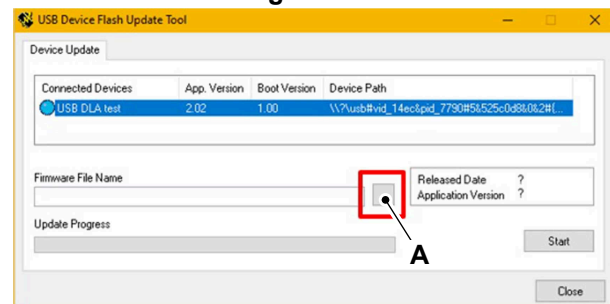 USB Device Flash Update Tool
Device Update
Connected Devices App. Version Boot Version Device Path
USB DLA test 2.02 1.00 \\?\usb#vid_14ec&pid_7790#5&525c0d8&0&2#{...
Firmware File Name
Released Date ?
Application Version ?
Update Progress
A
Start
Close